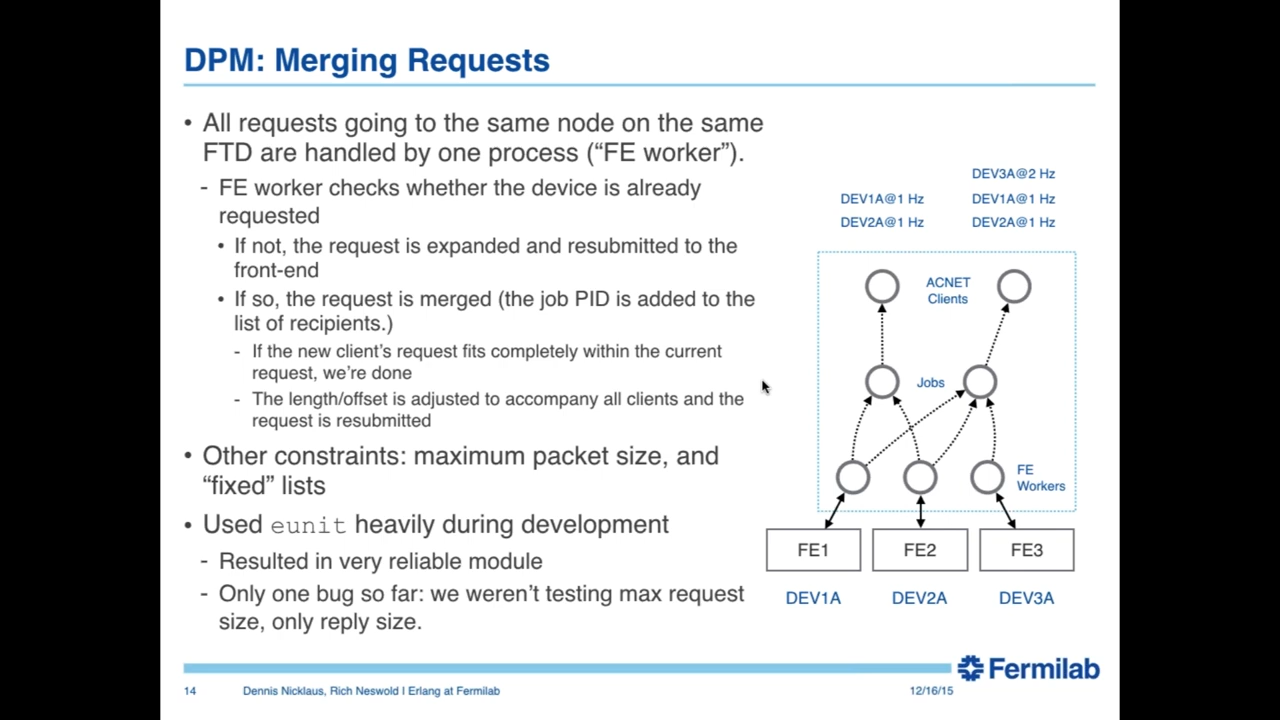 DPM: Merging Requests
• All requests going to the same node on the same
FTD are handled by one process (“FE worker”).
- FE worker checks whether the device is already
requested
• If not, the request is expanded and resubmitted to the
front-end
• If so, the request is merged (the job PID is added to the
list of recipients.)
- If the new client’s request fits completely within the current
request, we’re done
- The length/offset is adjusted to accompany all clients and the
request is resubmitted
• Other constraints: maximum packet size, and
“fixed” lists
• Used eunit heavily during development
- Resulted in very reliable module
- Only one bug so far: we weren’t testing max request
size, only reply size.
DEV3A@2 Hz
DEV1A@1 Hz DEV1A@1 Hz
DEV2A@1 Hz DEV2A@1 Hz
ACNET
Clients
Jobs
FE
Workers
FE1 FE2 FE3
DEV1A DEV2A DEV3A
Fermilab
14 Dennis Nicklaus, Rich Neswold I Erlang at Fermilab 12/16/15